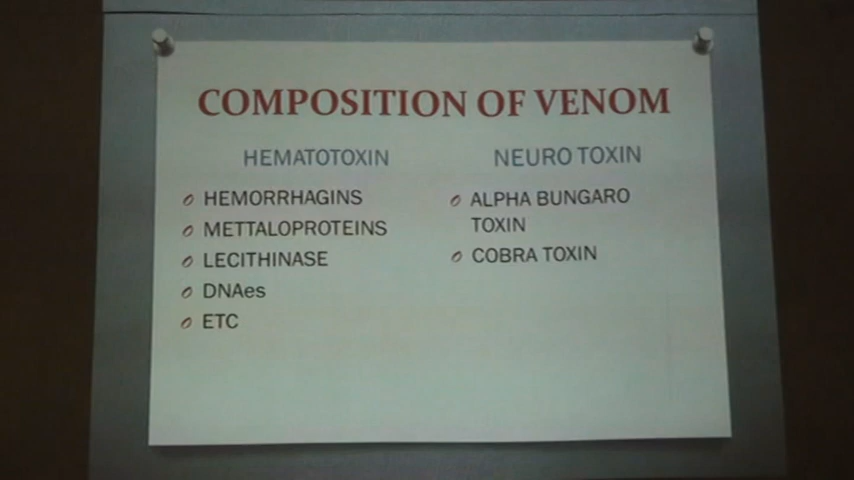 COMPOSITION OF VENOM
HEMATOTOXIN
HEMORRHAGINS
METTALOPROTEINS
LECITHINASE
DNAes
ETC
NEURO TOXIN
ALPHA BUNGARO
TOXIN
COBRA TOXIN